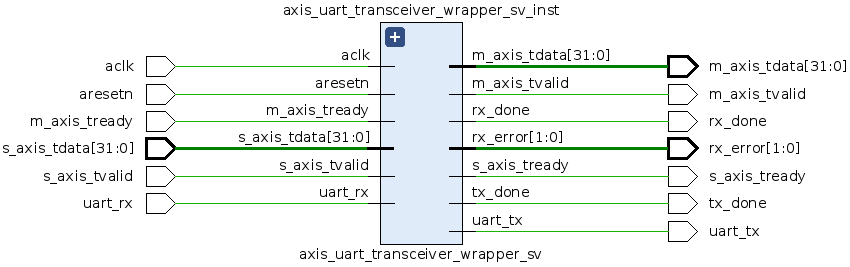 axis_uart_transceiver_wrapper_sv_inst
aclk aclk m_axis_tdata[31:0] m_axis_tdata[31:0]
aresetn aresetn m_axis_tvalid m_axis_tvalid
m_axis_tready m_axis_tready rx_done rx_done
s_axis_tdata[31:0] s_axis_tdata[31:0] rx_error[1:0] rx_error[1:0]
s_axis_tvalid s_axis_tvalid s_axis_tready s_axis_tready
uart_rx uart_rx tx_done tx_done
uart_tx uart_tx
axis_uart_transceiver_wrapper_sv